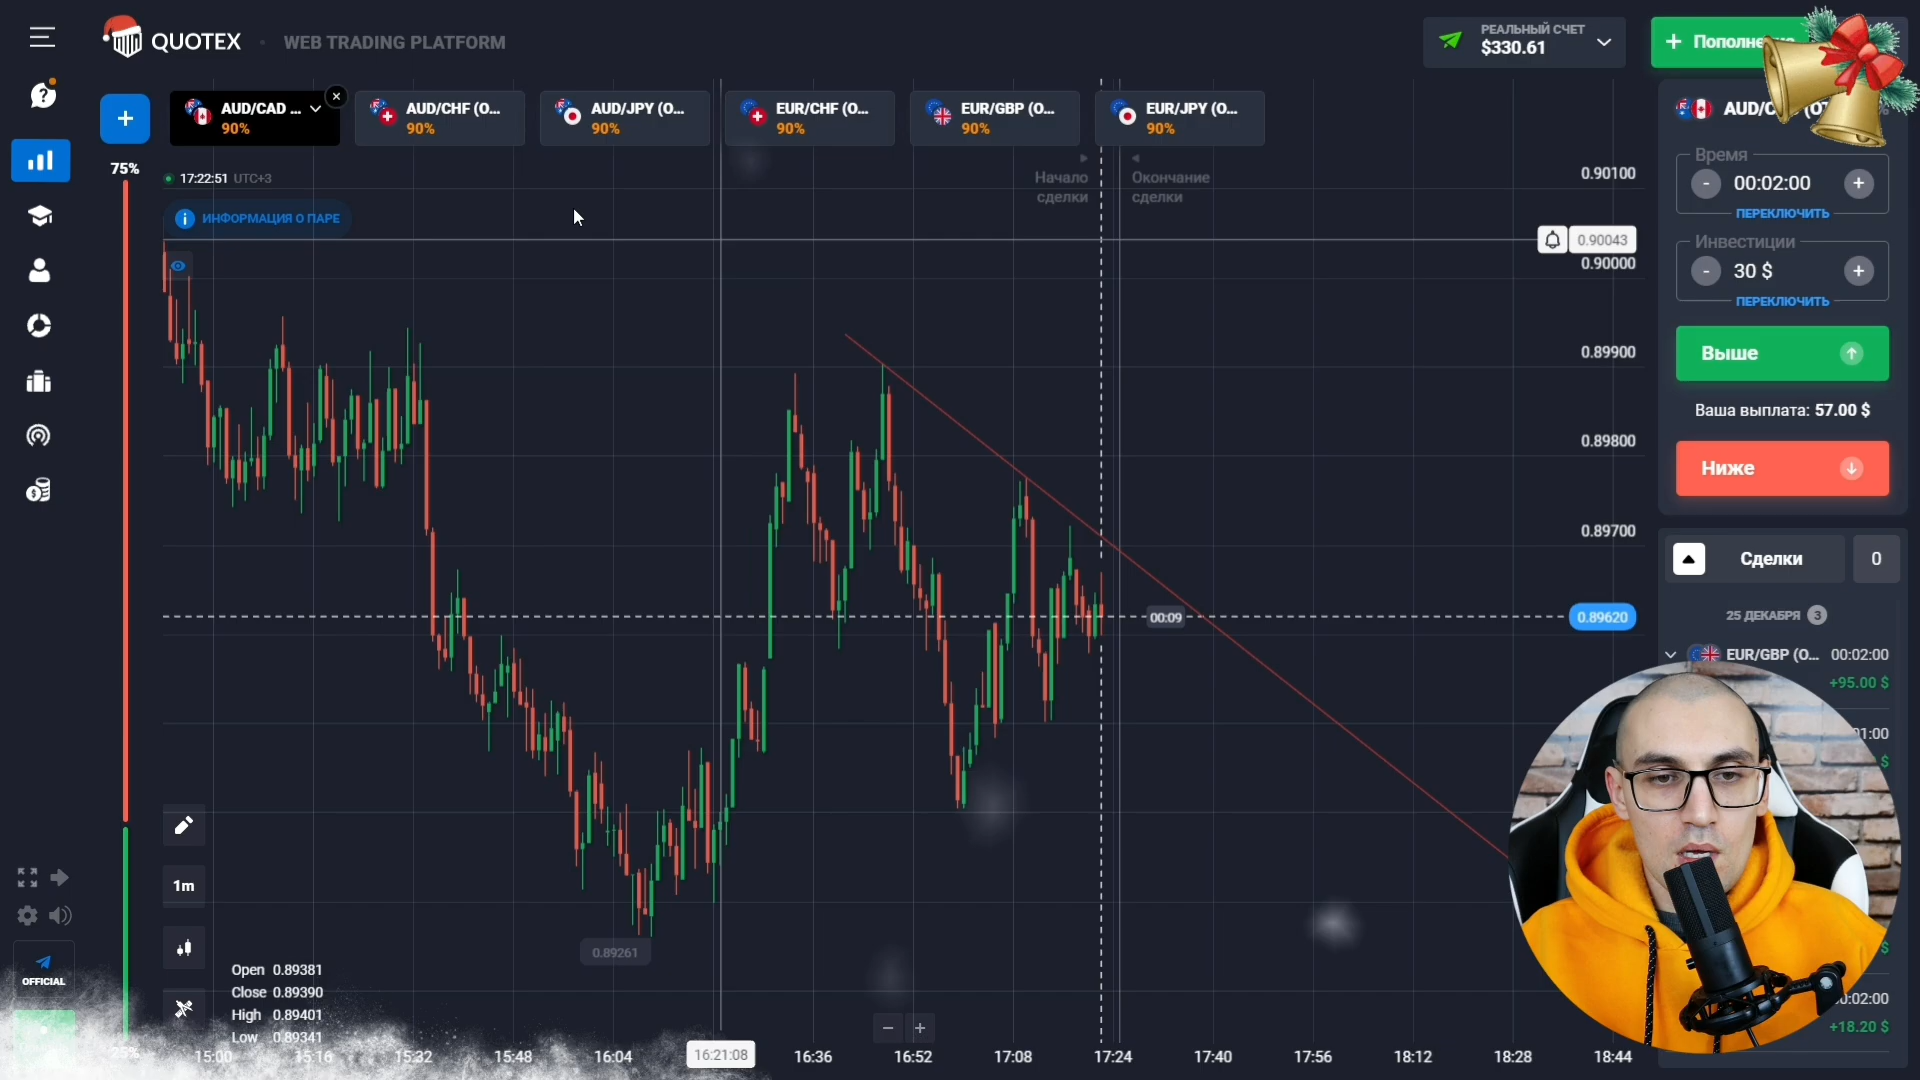 QUOTEX
WEB TRADING PLATFORM
РЕАЛЬНЫЙ СЧЕТ
$330.61
+
+
AUD/CAD ...
90%
AUD/CHF (O...
90%
AUD/JPY (O...
90%
EUR/CHF (O...
90%
EUR/GBP (O...
90%
EUR/JPY (O...
90%
75%
17:22:51 UTC+3
ИНФОРМАЦИЯ О ПАРЕ
Начало
сделки
Окончание
сделки
0.90100
0.90043
0.90000
0.89900
0.89800
0.89700
0.89620
00:09
0.89261
1m
Open 0.89381
Close 0.89390
High 0.89401
Low 0.89341
OFFICIAL
25%
15:00
15:16
15:32
15:48
16:04
16:21:08
16:36
16:52
17:08
17:24
17:40
17:56
18:12
18:28
18:44
Время
- 00:02:00 +
ПЕРЕКЛЮЧИТЬ
Инвестиции
- 30 $ +
ПЕРЕКЛЮЧИТЬ
Выше
Ваша выплата: 57.00 $
Ниже
Сделки 0
25 ДЕКАБРЯ 3
EUR/GBP (O... 00:02:00
+95.00 $
+18.20 $